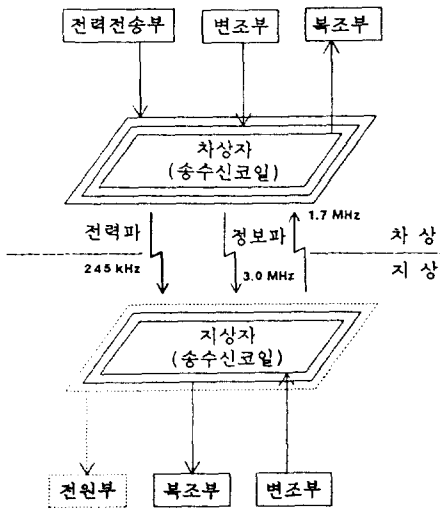 전력전송부 변조부 복조부
차상자
(송수신코일)
1.7 MHz
전력파 정보파 차 상
245 kHz 3.0 MHz 지 상
지상자
(송수신코일)
전원부 복조부 변조부